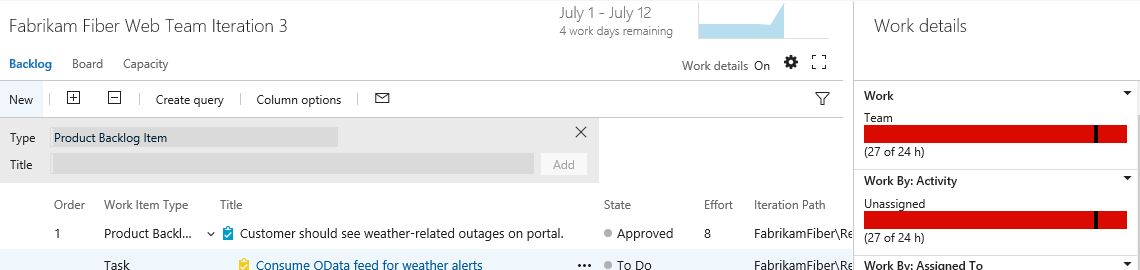 Fabrikam Fiber Web Team Iteration 3
July 1 - July 12
4 work days remaining
Work details
Backlog Board Capacity
Work details On
New
Create query
Column options
Type Product Backlog Item
Title
Add
Order Work Item Type Title State Effort Iteration Path
1 Product Backl... Customer should see weather-related outages on portal. Approved 8 FabrikamFiber\Re
Task Consume OData feed for weather alerts ... To Do FabrikamFiber\Re
Work
Team
(27 of 24 h)
Work By: Activity
Unassigned
(27 of 24 h)
Work By: Assigned To